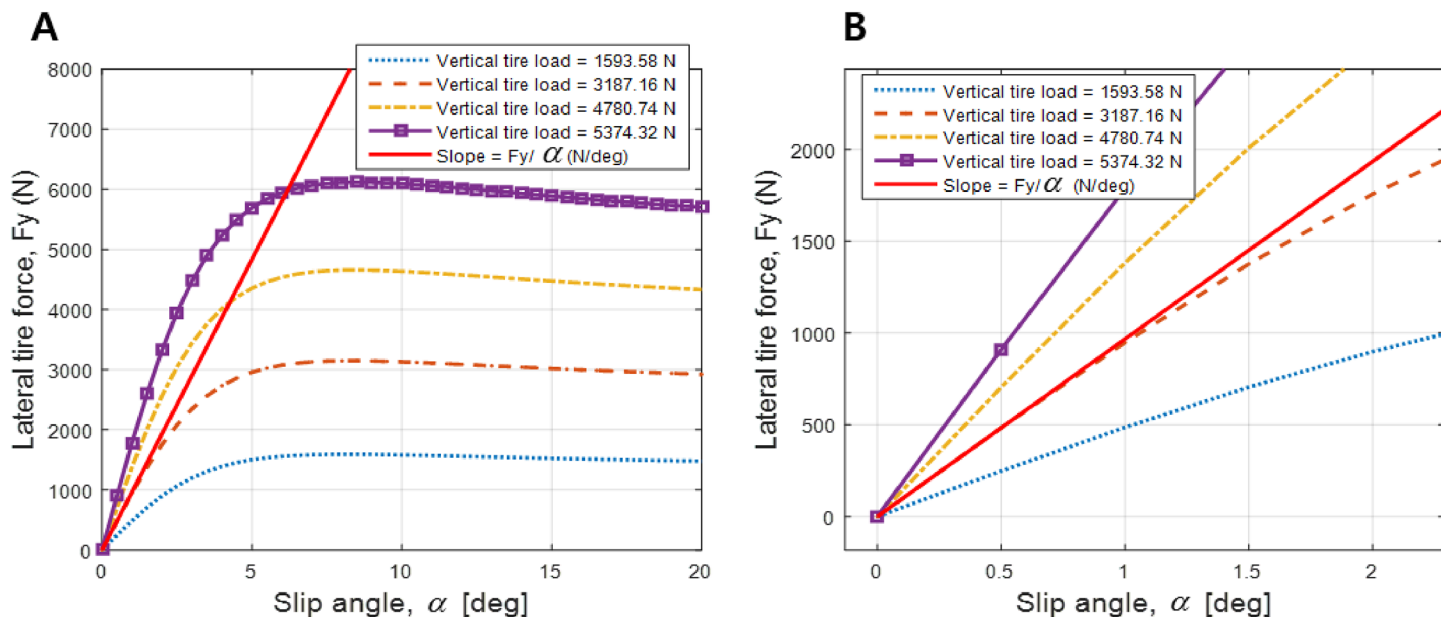 A
Vertical tire load = 1593.58 N
Vertical tire load = 3187.16 N
Vertical tire load = 4780.74 N
Vertical tire load = 5374.32 N
Slope = Fy/ α (N/deg)
8000
7000
6000
5000
4000
3000
2000
1000
0
Lateral tire force, Fy (N)
0
5
10
15
20
Slip angle, α [deg]
B
Vertical tire load = 1593.58 N
Vertical tire load = 3187.16 N
Vertical tire load = 4780.74 N
Vertical tire load = 5374.32 N
Slope = Fy/α (N/deg)
2000
1500
1000
500
0
Lateral tire force, Fy (N)
0
0.5
1
1.5
2
Slip angle, α [deg]